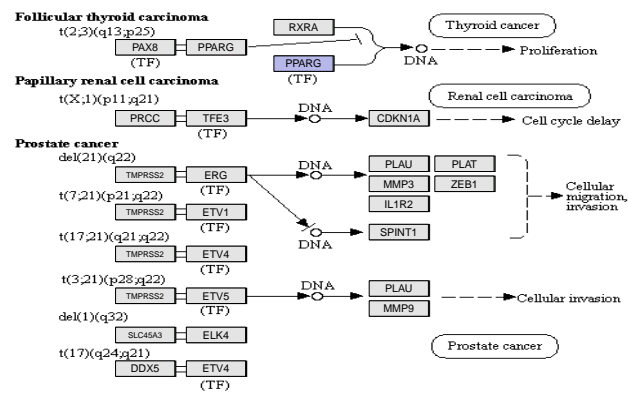 Follicular thyroid carcinoma
t(2;3)(q13;p25)
PAX8 PPARG
(TF)
RXRA
PPARG
(TF)
DNA
Thyroid cancer
Proliferation
Papillary renal cell carcinoma
t(X;1)(p11;q21)
PRCC TFE3
(TF)
DNA
CDKN1A
Renal cell carcinoma
Cell cycle delay
Prostate cancer
del(21)(q22)
TMPRSS2 ERG
(TF)
DNA
PLAU PLAT
MMP3 ZEB1
IL1R2
Cellular
migration,
invasion
t(7;21)(p21;q22)
TMPRSS2 ETV1
(TF)
DNA
SPINT1
t(17;21)(q21;q22)
TMPRSS2 ETV4
(TF)
t(3;21)(p28;q22)
TMPRSS2 ETV5
(TF)
DNA
PLAU
MMP9
Cellular invasion
del(1)(q32)
SLC45A3 ELK4
t(17)(q24;q21)
DDX5 ETV4
(TF)
Prostate cancer